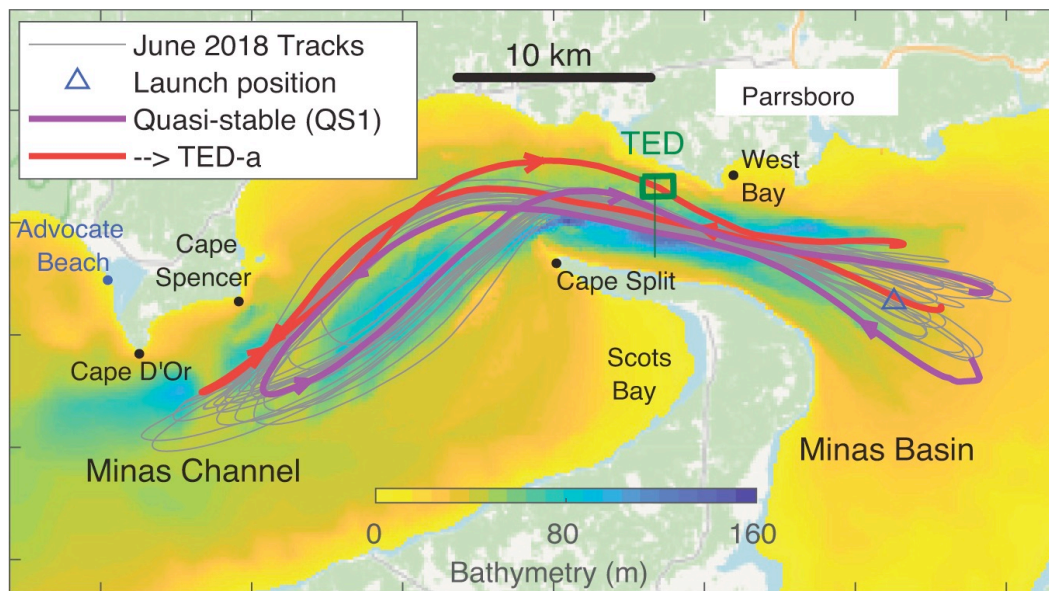 June 2018 Tracks
Launch position
Quasi-stable (QS1)
--> TED-a
10 km
Parrsboro
TED
West
Bay
Advocate
Beach
Cape
Spencer
Cape Split
Cape D'Or
Scots
Bay
Minas Channel
Minas Basin
0
80
160
Bathymetry (m)